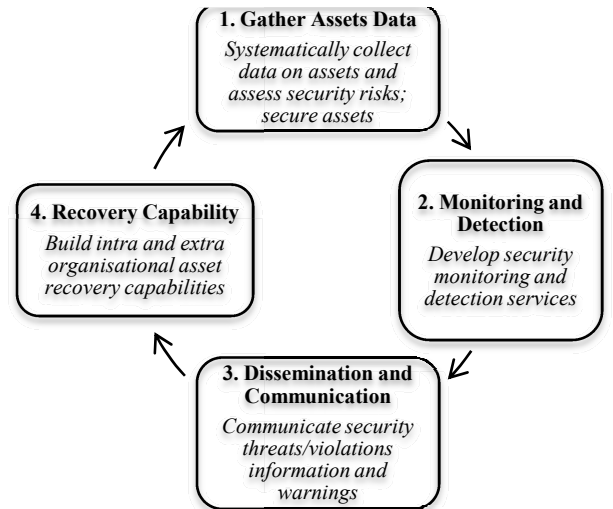 1. Gather Assets Data
Systematically collect
data on assets and
assess security risks;
secure assets
2. Monitoring and
Detection
Develop security
monitoring and
detection services
3. Dissemination and
Communication
Communicate security
threats/violations
information and
warnings
4. Recovery Capability
Build intra and extra
organisational asset
recovery capabilities